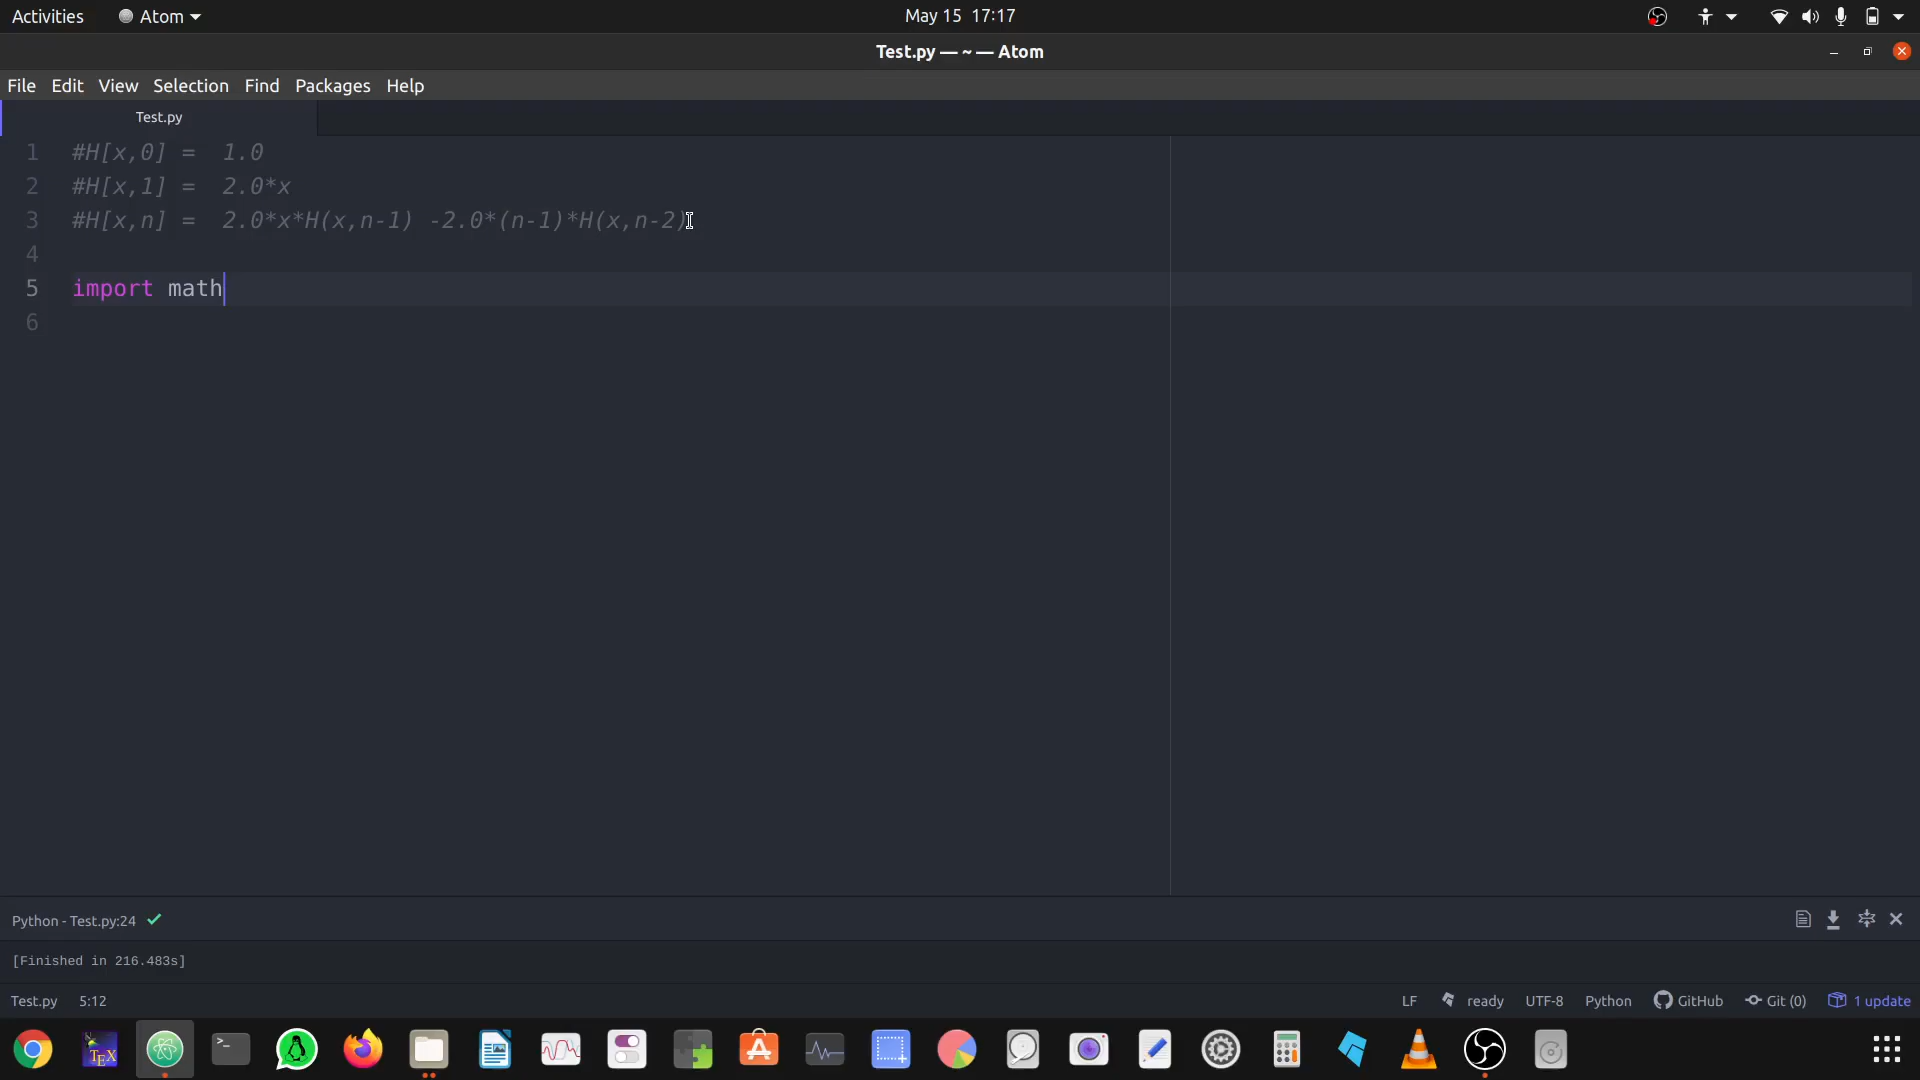 Activities Atom May 15 17:17
Test.py — ~ — Atom
File Edit View Selection Find Packages Help
Test.py
1 #H[x,0] =  1.0
2 #H[x,1] =  2.0*x
3 #H[x,n] =  2.0*x*H(x,n-1) -2.0*(n-1)*H(x,n-2)
4
5 import math
6
Python - Test.py:24
[Finished in 216.483s]
Test.py 5:12 LF ready UTF-8 Python GitHub Git (0) 1 update
TEX